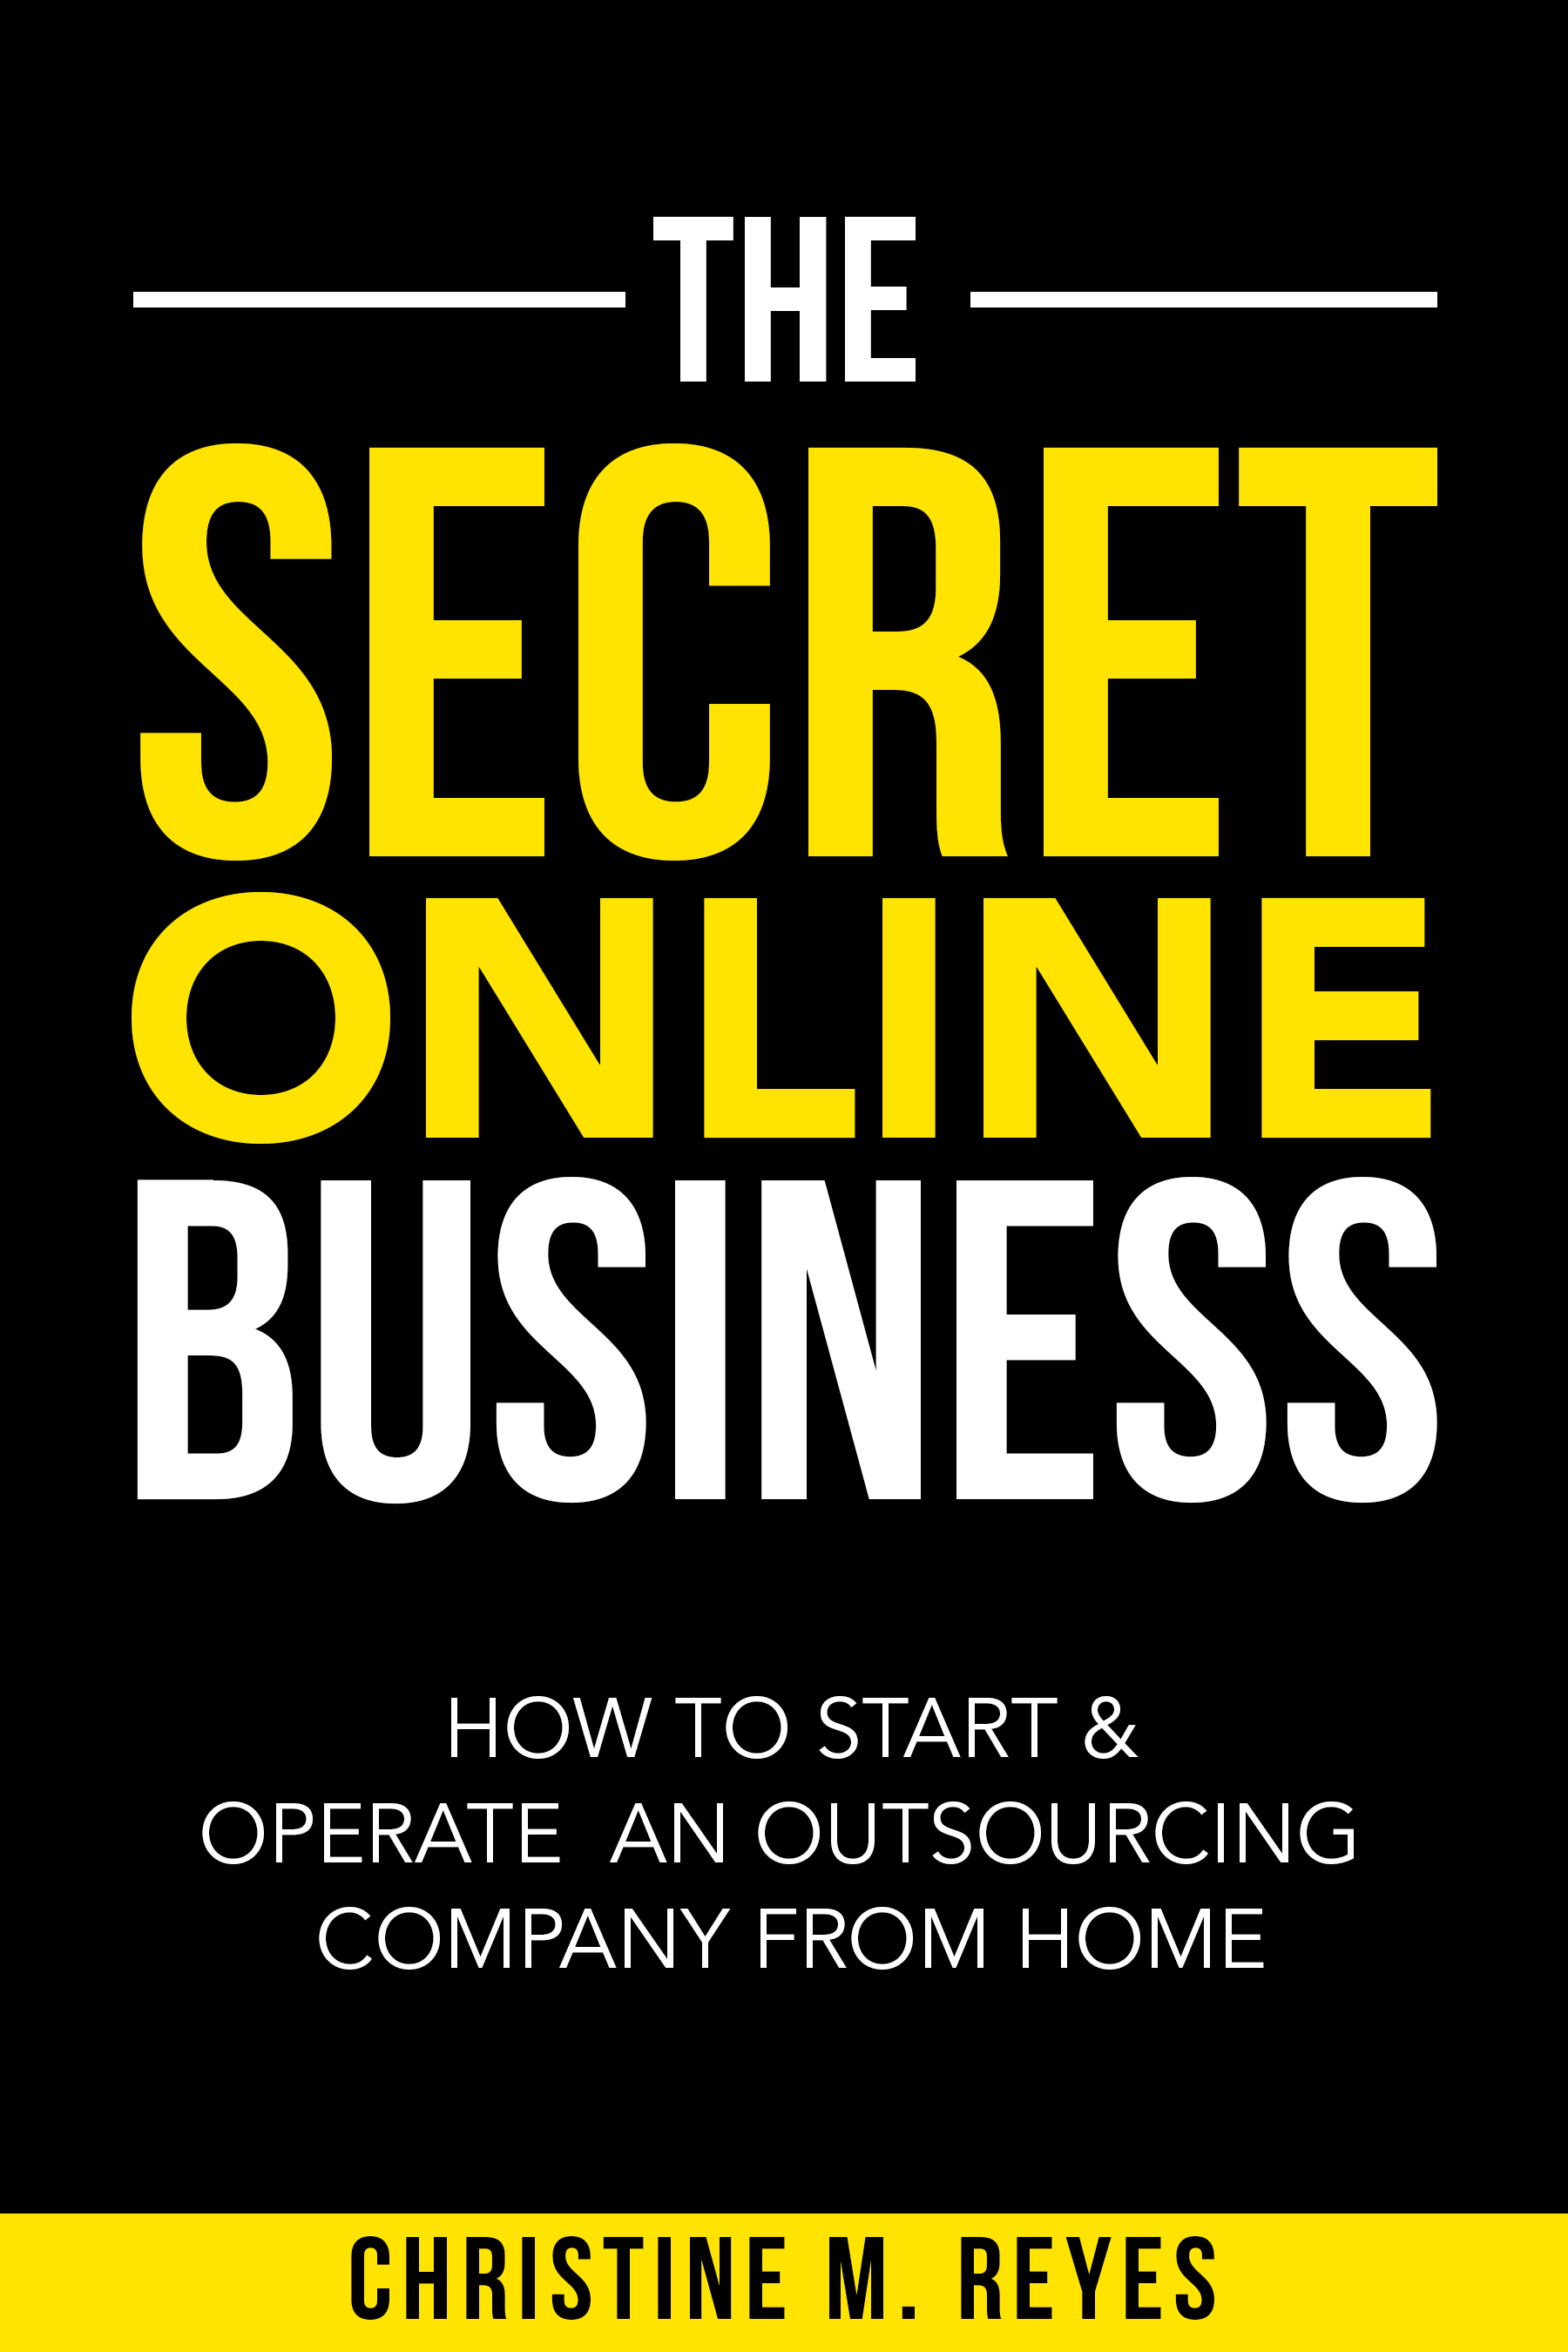 THE
SECRET
ONLINE
BUSINESS
HOW TO START &
OPERATE AN OUTSOURCING
COMPANY FROM HOME
CHRISTINE M. REYES